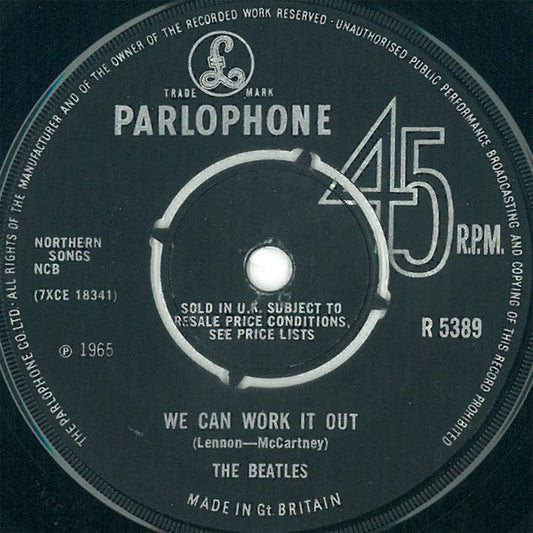 THE PARLOPHONE CO.LTD · ALL RIGHTS OF THE MANUFACTURER AND OF THE OWNER OF THE RECORDED WORK RESERVED · UNAUTHORISED PUBLIC PERFORMANCE BROADCASTING AND COPYING OF THIS RECORD PROHIBITED
£
TRADE MARK
PARLOPHONE
45
R.P.M.
NORTHERN
SONGS
NCB
(7XCE 18341)
℗ 1965
SOLD IN U.K. SUBJECT TO
RESALE PRICE CONDITIONS,
SEE PRICE LISTS
R 5389
WE CAN WORK IT OUT
(Lennon—McCartney)
THE BEATLES
MADE IN Gt. BRITAIN